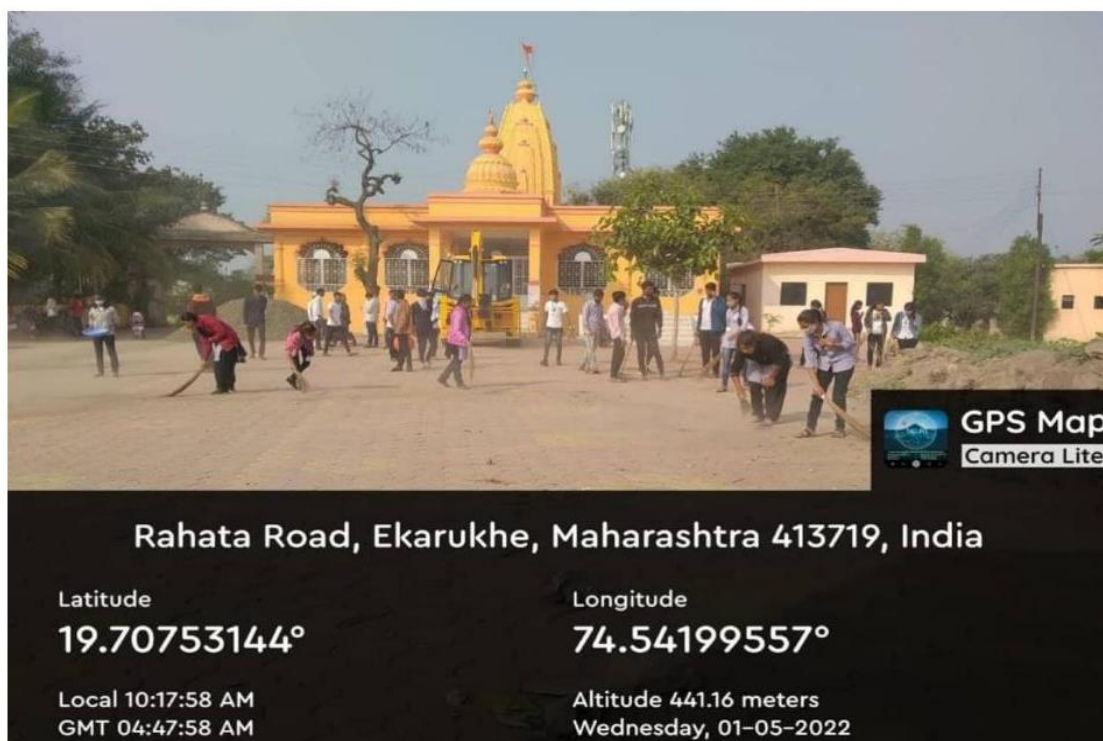 GPS Map
Camera Lite
Rahata Road, Ekarukhe, Maharashtra 413719, India
Latitude
19.70753144°
Longitude
74.54199557°
Local 10:17:58 AM
GMT 04:47:58 AM
Altitude 441.16 meters
Wednesday, 01-05-2022